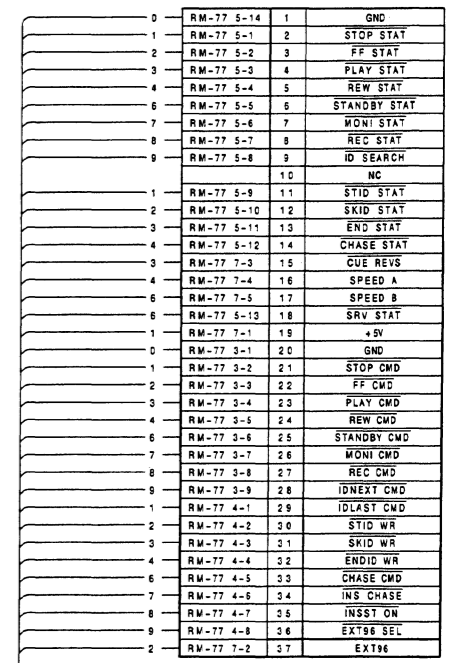 0 RM-77 5-14 1 GND
1 RM-77 5-1 2 STOP STAT
2 RM-77 5-2 3 FF STAT
3 RM-77 5-3 4 PLAY STAT
4 RM-77 5-4 5 REW STAT
6 RM-77 5-5 6 STANDBY STAT
7 RM-77 5-6 7 MONI STAT
8 RM-77 5-7 8 REC STAT
9 RM-77 5-8 9 ID SEARCH
10 NC
1 RM-77 5-9 11 STID STAT
2 RM-77 5-10 12 SKID STAT
3 RM-77 5-11 13 END STAT
4 RM-77 5-12 14 CHASE STAT
3 RM-77 7-3 15 CUE REVS
4 RM-77 7-4 16 SPEED A
6 RM-77 7-5 17 SPEED B
6 RM-77 5-13 18 SRV STAT
1 RM-77 7-1 19 +5V
0 RM-77 3-1 20 GND
1 RM-77 3-2 21 STOP CMD
2 RM-77 3-3 22 FF CMD
3 RM-77 3-4 23 PLAY CMD
4 RM-77 3-5 24 REW CMD
6 RM-77 3-6 25 STANDBY CMD
7 RM-77 3-7 26 MONI CMD
8 RM-77 3-8 27 REC CMD
9 RM-77 3-9 28 IDNEXT CMD
1 RM-77 4-1 29 IDLAST CMD
2 RM-77 4-2 30 STID WR
3 RM-77 4-3 31 SKID WR
4 RM-77 4-4 32 ENDID WR
6 RM-77 4-5 33 CHASE CMD
7 RM-77 4-6 34 INS CHASE
8 RM-77 4-7 35 INSST ON
9 RM-77 4-8 36 EXT96 SEL
2 RM-77 7-2 37 EXT96